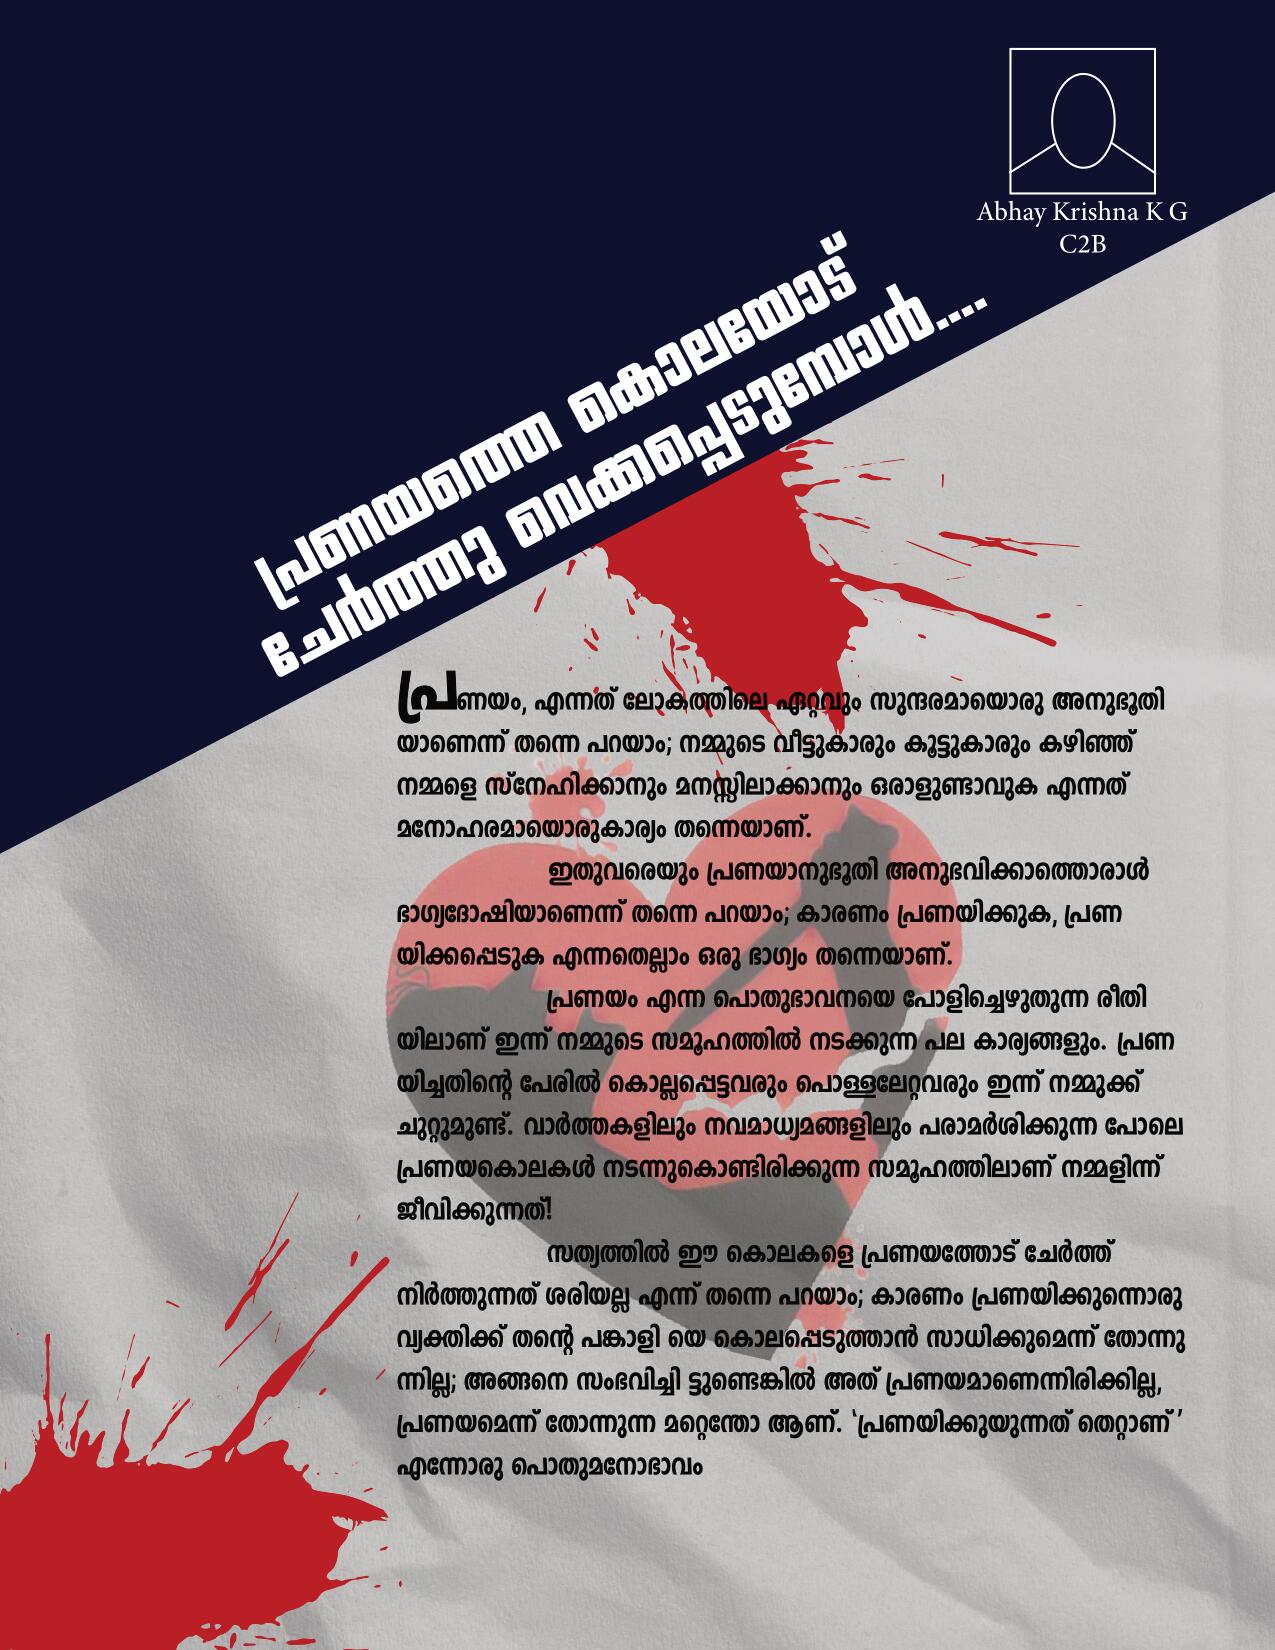 Abhay Krishna K G
C2B
പ്രണയത്തെ കൊലയോട്
ചേർത്തു വെക്കപ്പെടുമ്പോൾ....
പ്രണയം, എന്നത് ലോകത്തിലെ ഏറ്റവും സുന്ദരമായൊരു അനുഭൂതി
യാണെന്ന് തന്നെ പറയാം; നമ്മുടെ വീട്ടുകാരും കൂട്ടുകാരും കഴിഞ്ഞ്
നമ്മളെ സ്നേഹിക്കാനും മനസ്സിലാക്കാനും ഒരാളുണ്ടാവുക എന്നത്
മനോഹരമായൊരുകാര്യം തന്നെയാണ്.
ഇതുവരെയും പ്രണയാനുഭൂതി അനുഭവിക്കാത്തൊരാൾ
ഭാഗ്യദോഷിയാണെന്ന് തന്നെ പറയാം; കാരണം പ്രണയിക്കുക, പ്രണ
യിക്കപ്പെടുക എന്നതെല്ലാം ഒരു ഭാഗ്യം തന്നെയാണ്.
പ്രണയം എന്ന പൊതുഭാവനയെ പോളിച്ചെഴുതുന്ന രീതി
യിലാണ് ഇന്ന് നമ്മുടെ സമൂഹത്തിൽ നടക്കുന്ന പല കാര്യങ്ങളും. പ്രണ
യിച്ചതിന്റെ പേരിൽ കൊല്ലപ്പെട്ടവരും പൊള്ളലേറ്റവരും ഇന്ന് നമ്മുക്ക്
ചുറ്റുമുണ്ട്. വാർത്തകളിലും നവമാധ്യമങ്ങളിലും പരാമർശിക്കുന്ന പോലെ
പ്രണയകൊലകൾ നടന്നുകൊണ്ടിരിക്കുന്ന സമൂഹത്തിലാണ് നമ്മളിന്ന്
ജീവിക്കുന്നത്!
സത്യത്തിൽ ഈ കൊലകളെ പ്രണയത്തോട് ചേർത്ത്
നിർത്തുന്നത് ശരിയല്ല എന്ന് തന്നെ പറയാം; കാരണം പ്രണയിക്കുന്നൊരു
വ്യക്തിക്ക് തന്റെ പങ്കാളി യെ കൊലപ്പെടുത്താൻ സാധിക്കുമെന്ന് തോന്നു
ന്നില്ല; അങ്ങനെ സംഭവിച്ചി ട്ടുണ്ടെങ്കിൽ അത് പ്രണയമാണെന്നിരിക്കില്ല,
പ്രണയമെന്ന് തോന്നുന്ന മറ്റെന്തോ ആണ്. ‘പ്രണയിക്കുയുന്നത് തെറ്റാണ് ’
എന്നോരു പൊതുമനോഭാവം